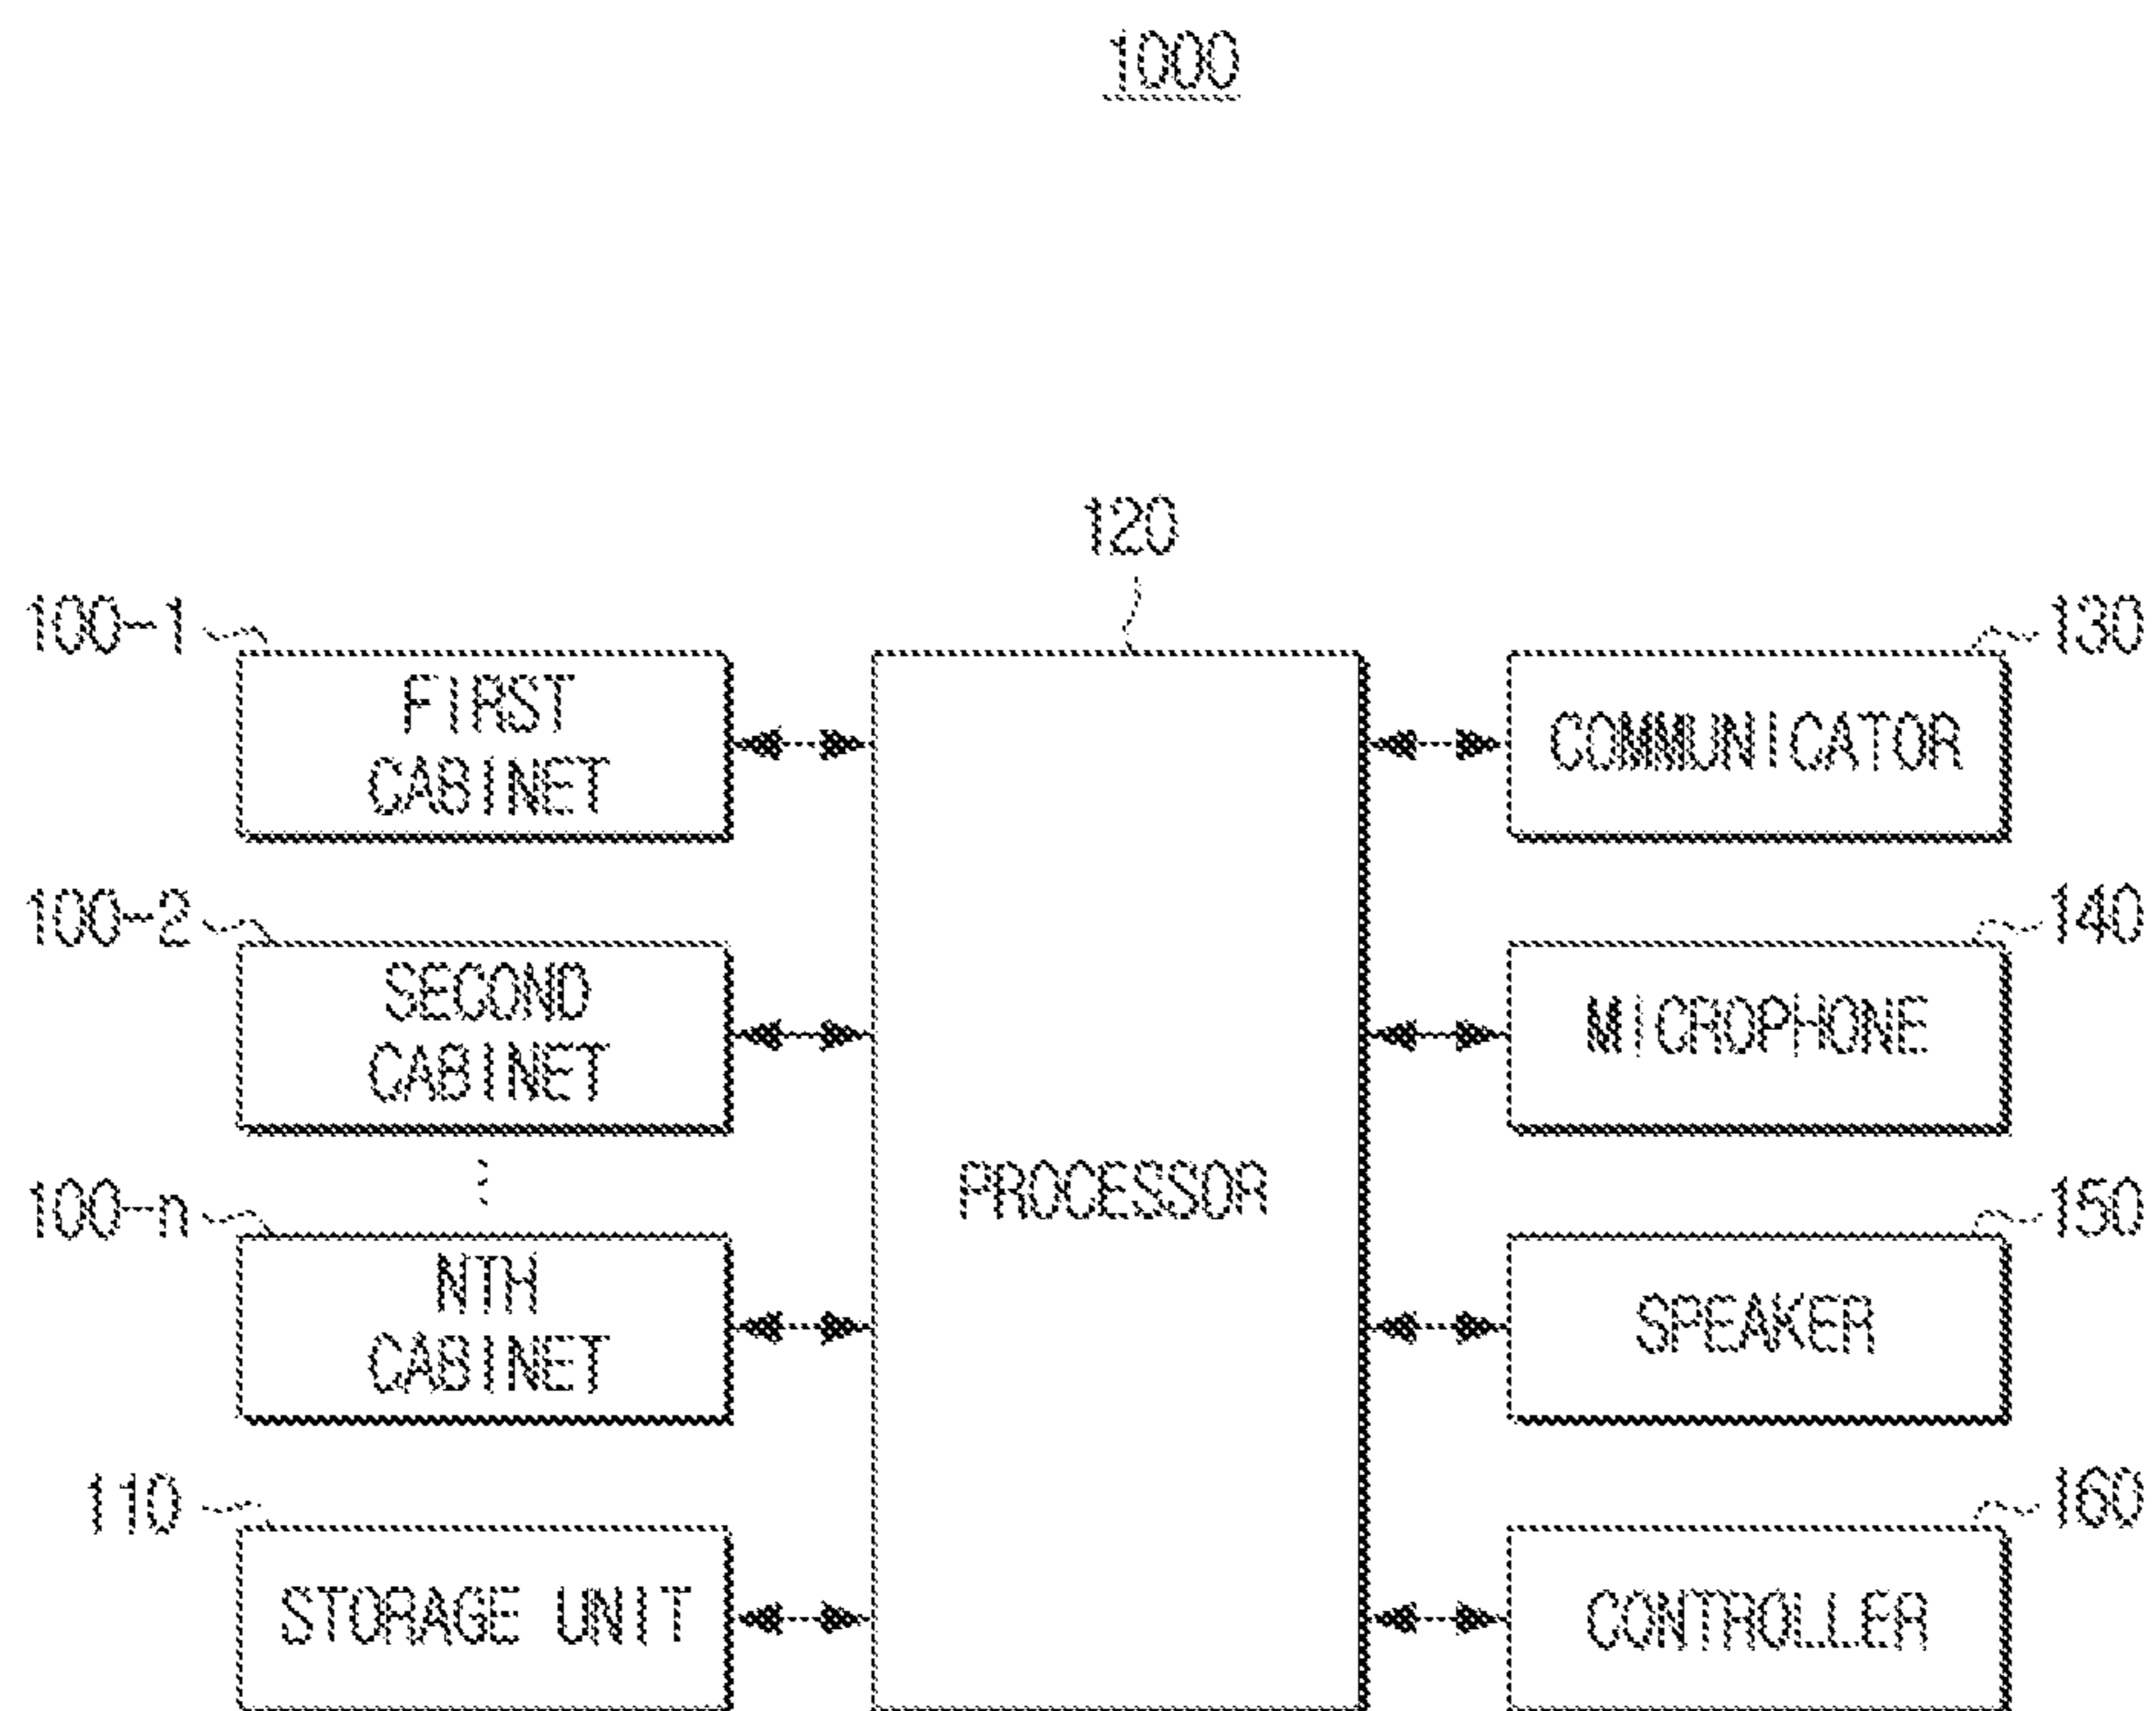 1000
120
100-1
FIRST
CABINET
100-2
SECOND
CABINET
100-n
NTH
CABINET
110
STORAGE UNIT
PROCESSOR
130
COMMUNICATOR
140
MICROPHONE
150
SPEAKER
160
CONTROLLER